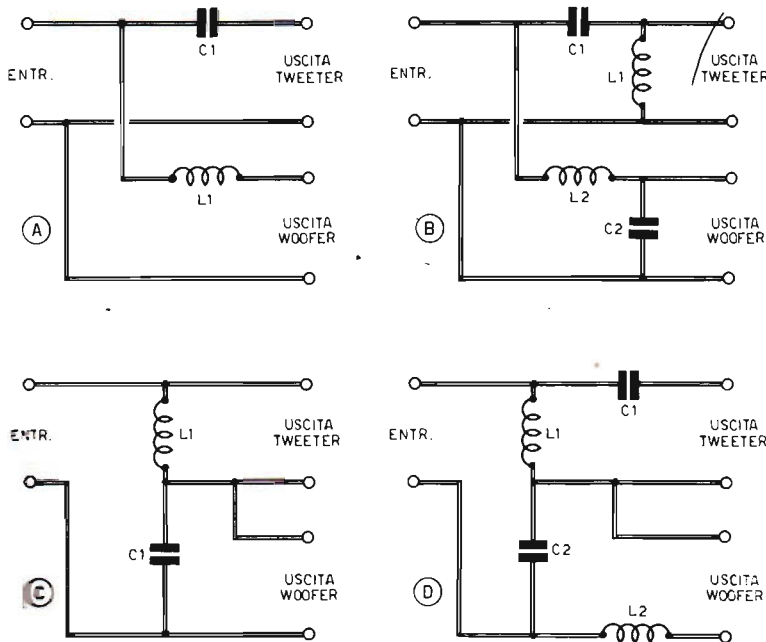 C1
ENTR.
USCITA
TWEETER
L1
A
USCITA
WOOFER
C1
ENTR.
L1
USCITA
TWEETER
L2
B
C2
USCITA
WOOFER
L1
ENTR.
USCITA
TWEETER
C1
C
USCITA
WOOFER
C1
L1
ENTR.
USCITA
TWEETER
C2
D
USCITA
WOOFER
L2